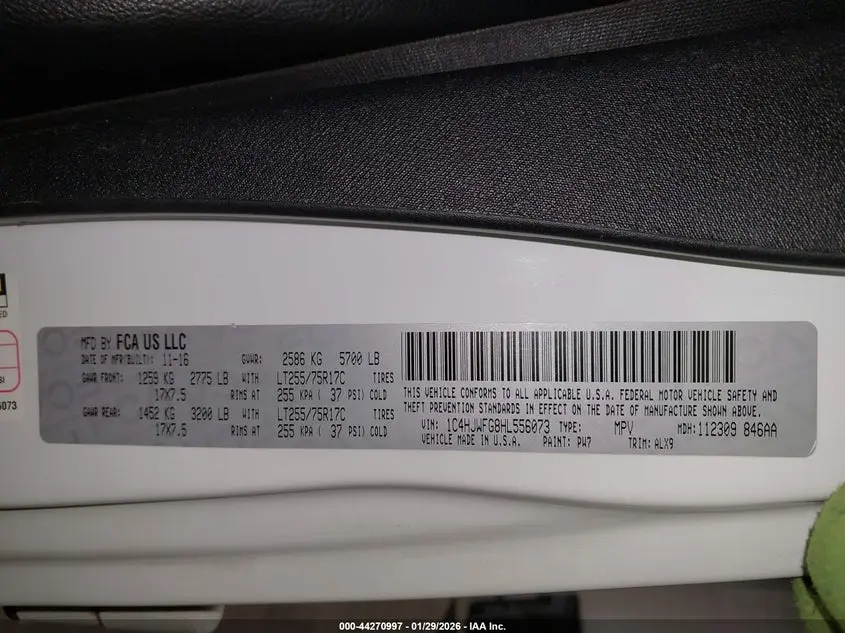 MFD BY FCA US LLC
DATE OF MFR(BUILT): 11-16 GVWR: 2586 KG 5700 LB
GAWR FRONT: 1259 KG 2775 LB WITH LT255/75R17C TIRES
17X7.5 RIMS AT 255 KPA ( 37 PSI) COLD
GAWR REAR: 1452 KG 3200 LB WITH LT255/75R17C TIRES
17X7.5 RIMS AT 255 KPA ( 37 PSI) COLD
THIS VEHICLE CONFORMS TO ALL APPLICABLE U.S.A. FEDERAL MOTOR VEHICLE SAFETY AND
THEFT PREVENTION STANDARDS IN EFFECT ON THE DATE OF MANUFACTURE SHOWN ABOVE.
VIN: 1C4HJWFG8HL556073 TYPE: MPV MDH:112309 846AA
VEHICLE MADE IN U.S.A. PAINT: PW7 TRIM: ALX9
ED
SI
6073
000-44270997 - 01/29/2026 - IAA Inc.